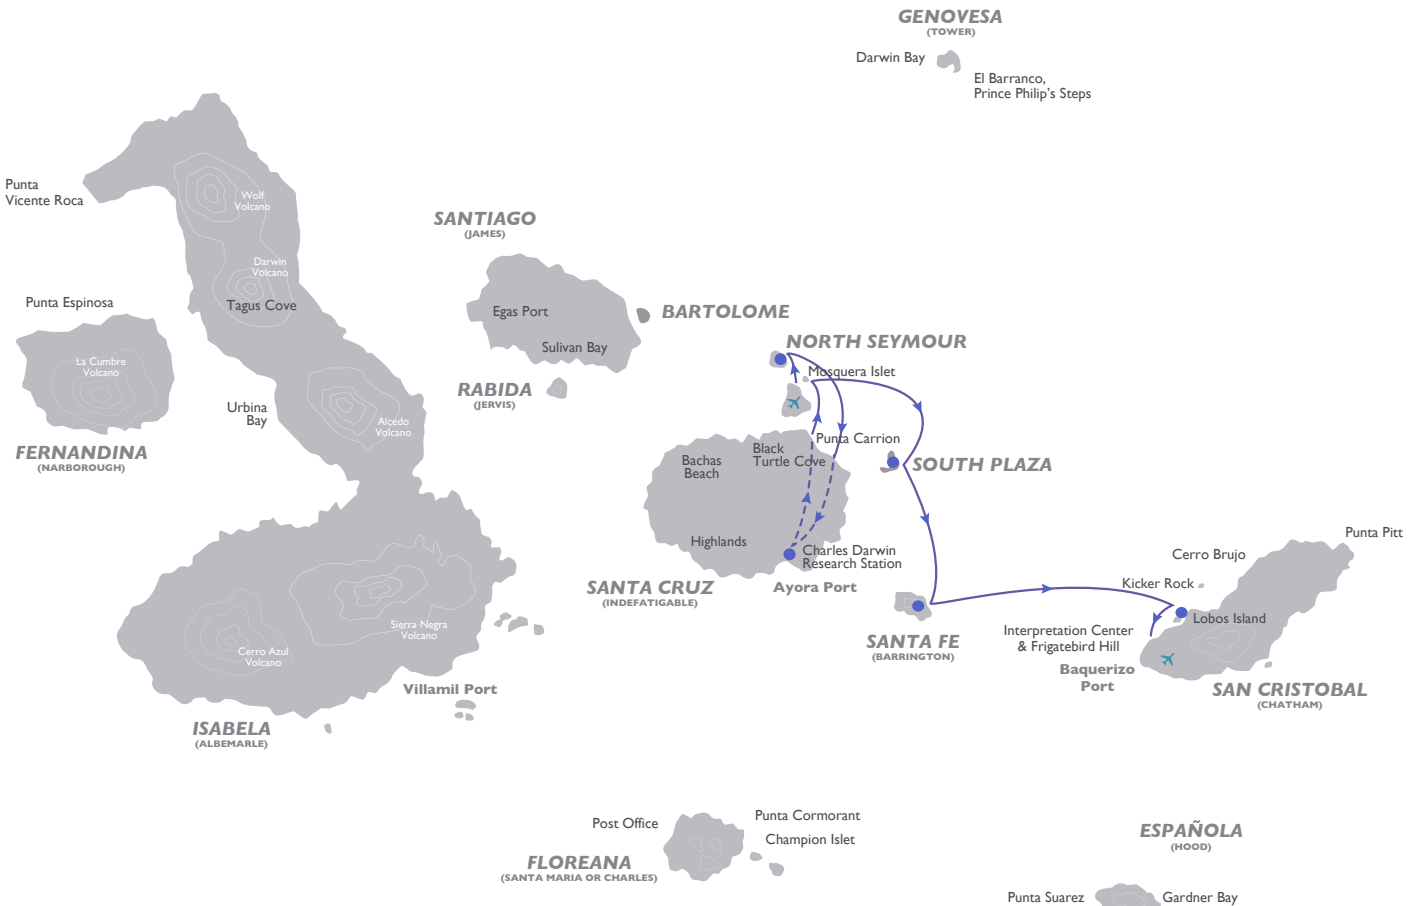 GENOVESA
(TOWER)
Darwin Bay
El Barranco,
Prince Philip's Steps
Punta
Vicente Roca
Wolf
Volcano
Darwin
Volcano
Tagus Cove
SANTIAGO
(JAMES)
Egas Port
Sulivan Bay
BARTOLOME
RABIDA
(JERVIS)
NORTH SEYMOUR
Mosquera Islet
Punta Espinosa
La Cumbre
Volcano
FERNANDINA
(NARBOROUGH)
Urbina
Bay
Alcedo
Volcano
Punta Carrion
Black
Turtle Cove
Bachas
Beach
SOUTH PLAZA
Highlands
Charles Darwin
Research Station
Ayora Port
SANTA CRUZ
(INDEFATIGABLE)
Punta Pitt
Cerro Brujo
Kicker Rock
Lobos Island
Interpretation Center
& Frigatebird Hill
Baquerizo
Port
SAN CRISTOBAL
(CHATHAM)
SANTA FE
(BARRINGTON)
Sierra Negra
Volcano
Cerro Azul
Volcano
Villamil Port
ISABELA
(ALBEMARLE)
Post Office
Punta Cormorant
Champion Islet
FLOREANA
(SANTA MARIA OR CHARLES)
ESPAÑOLA
(HOOD)
Punta Suarez
Gardner Bay